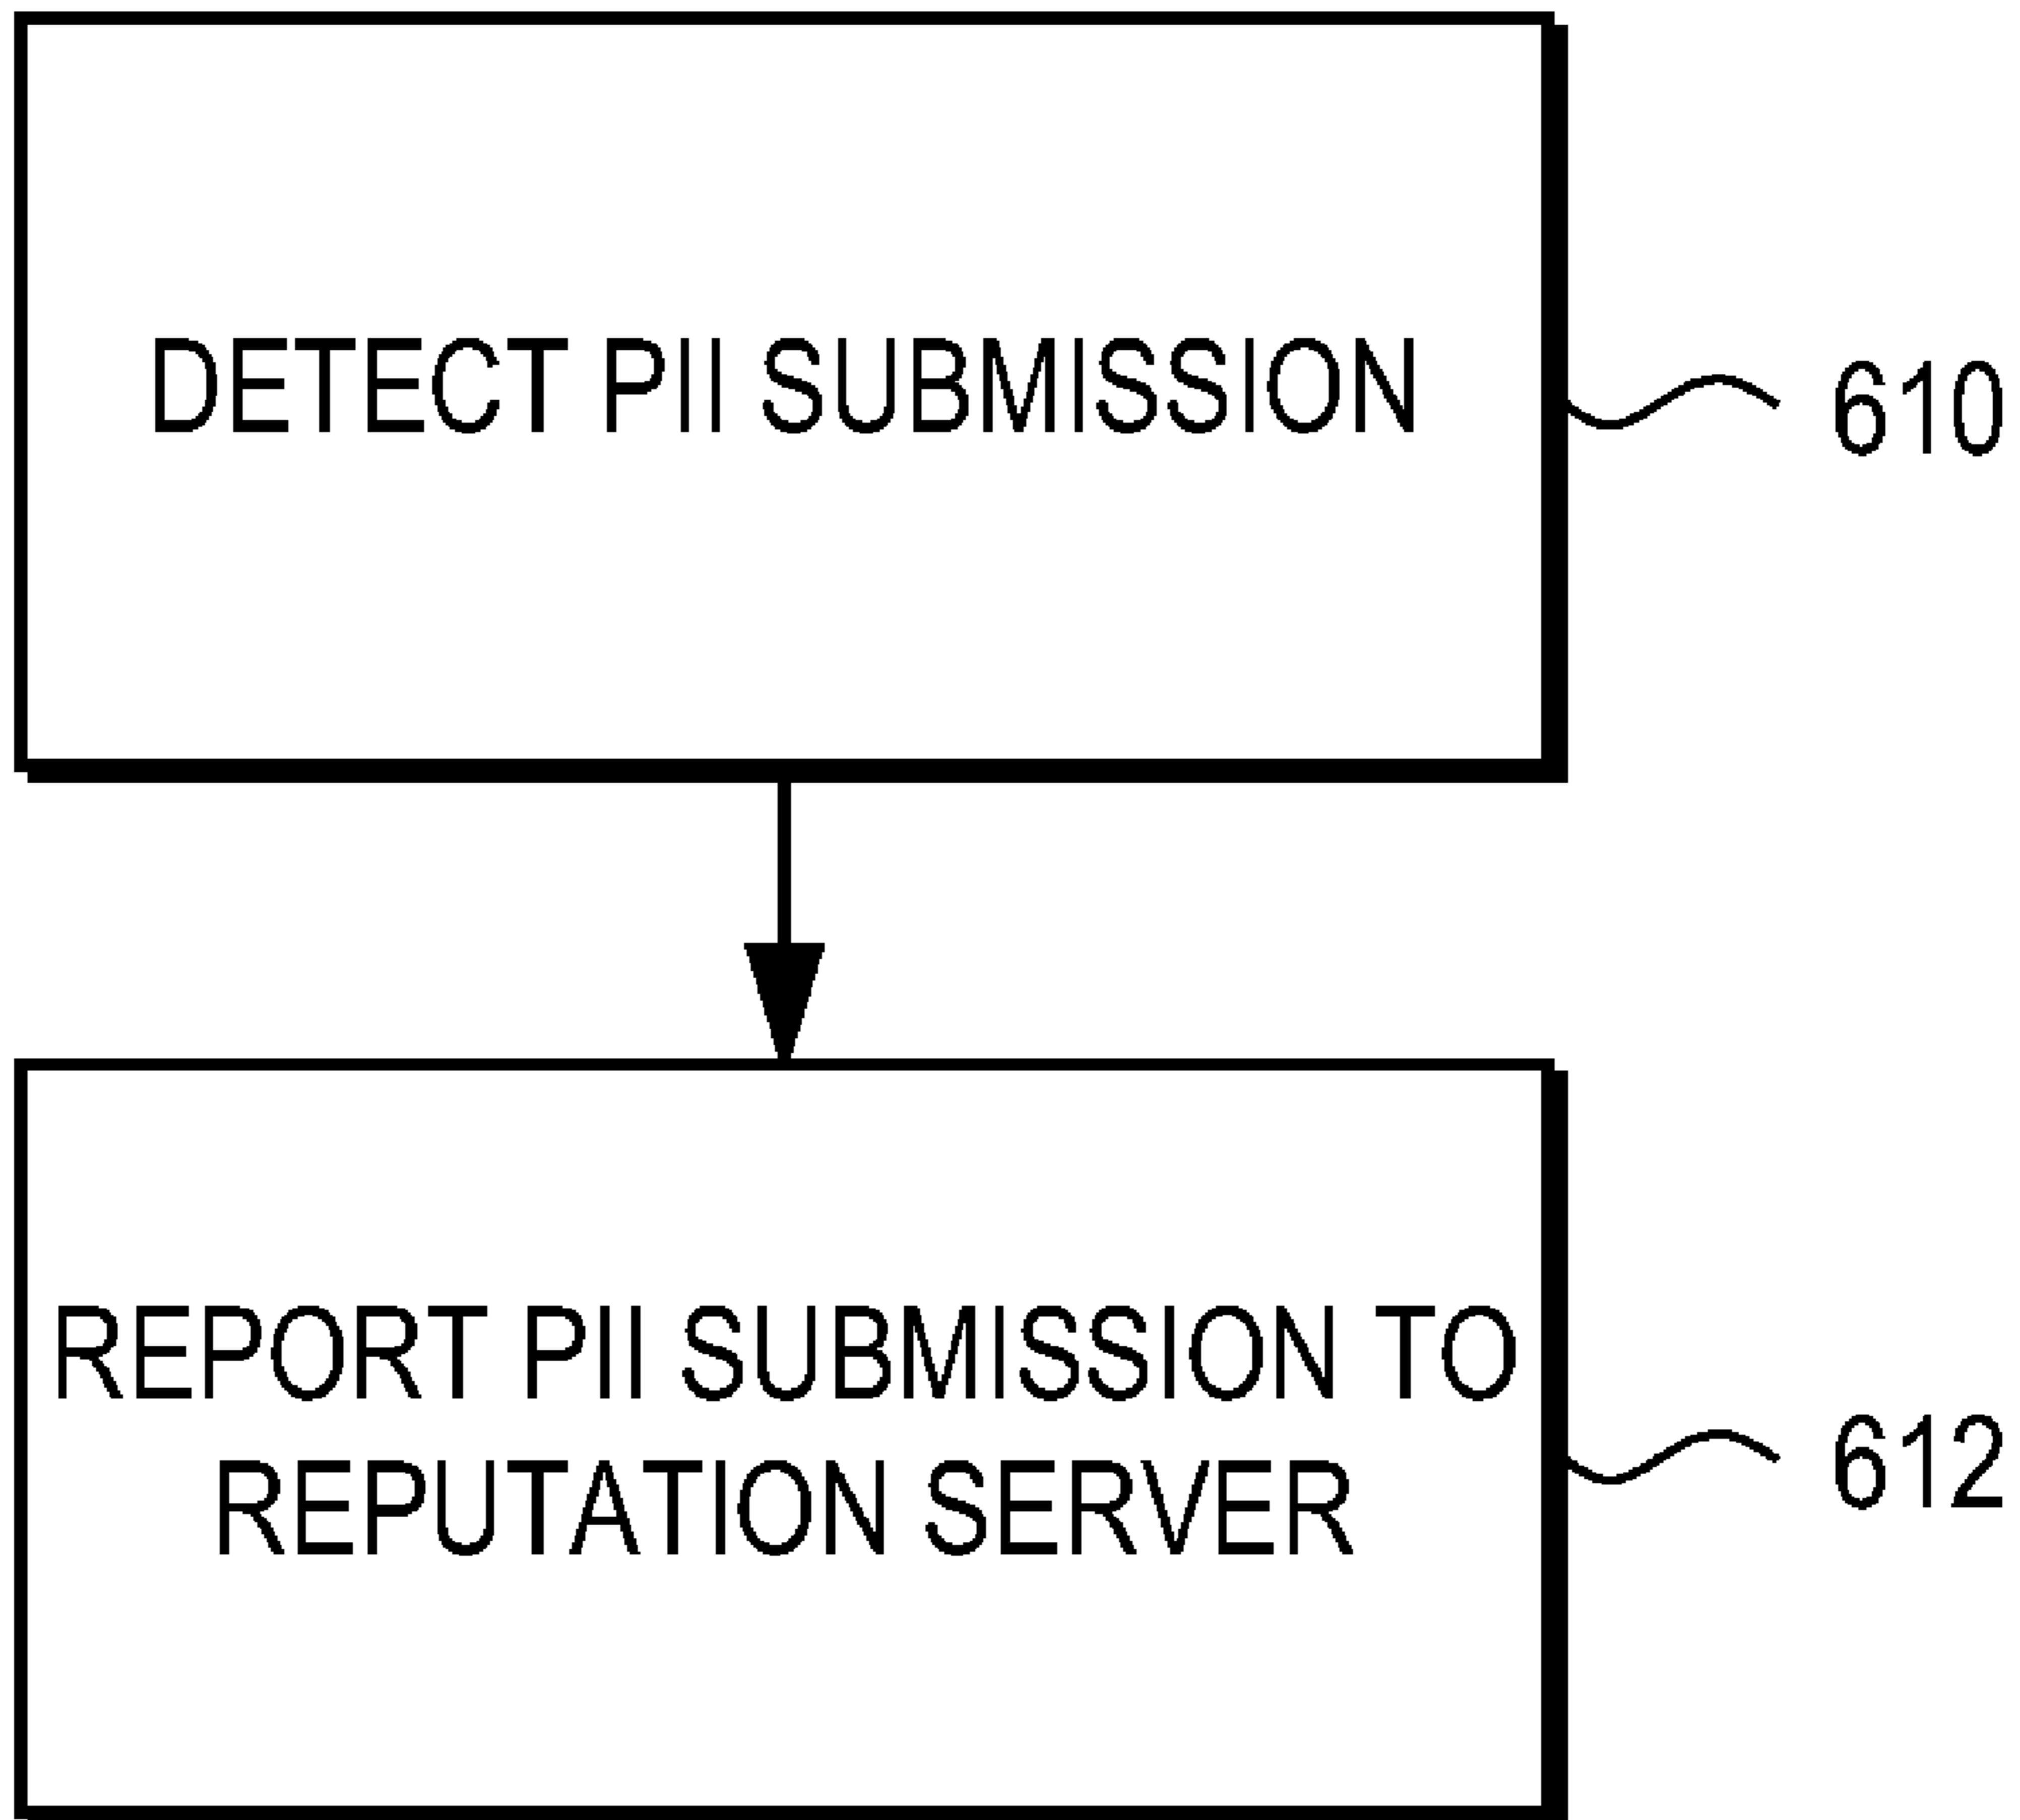 DETECT PII SUBMISSION
610
REPORT PII SUBMISSION TO
REPUTATION SERVER
612